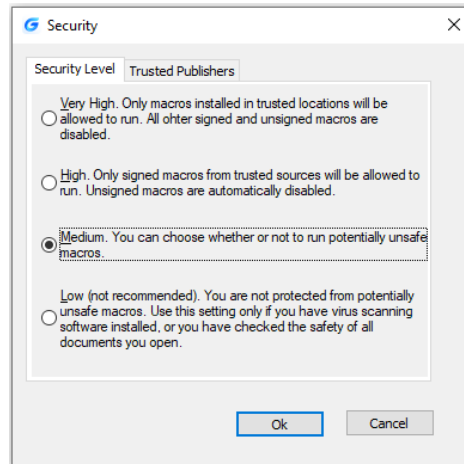 Security
Security Level Trusted Publishers
Very High. Only macros installed in trusted locations will be
allowed to run. All ohter signed and unsigned macros are
disabled.
High. Only signed macros from trusted sources will be allowed to
run. Unsigned macros are automatically disabled.
Medium. You can choose whether or not to run potentially unsafe
macros.
Low (not recommended). You are not protected from potentially
unsafe macros. Use this setting only if you have virus scanning
software installed, or you have checked the safety of all
documents you open.
Ok Cancel